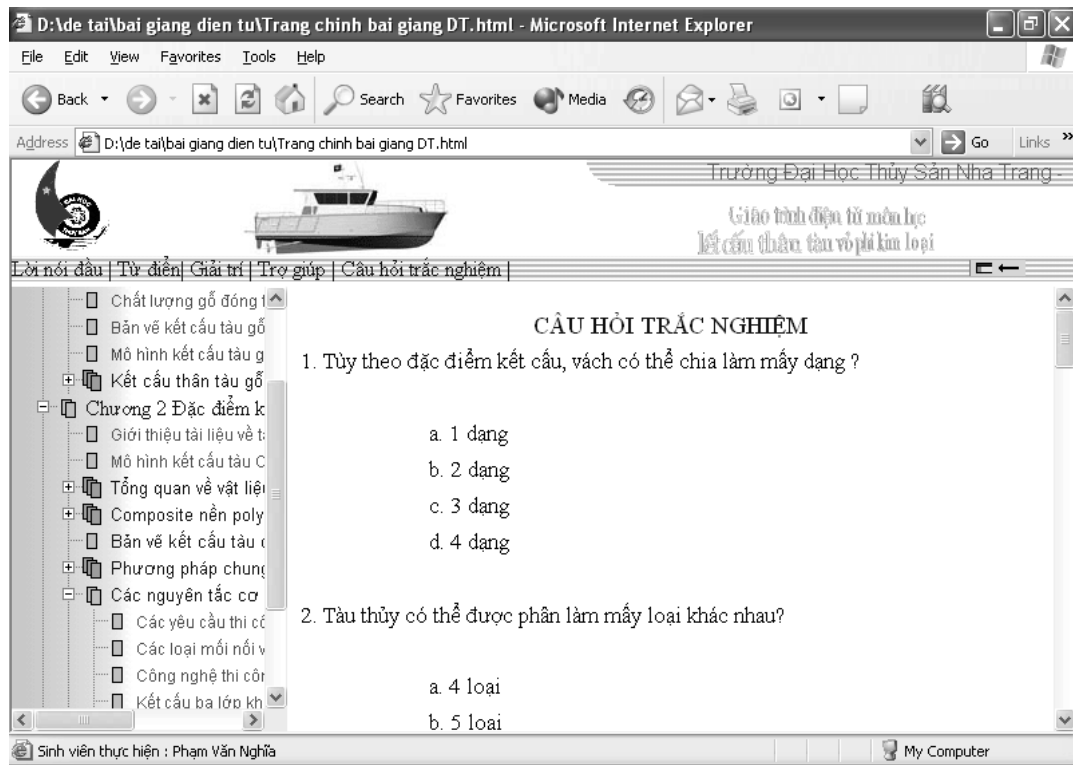 D:\de tai\bai giang dien tu\Trang chinh bai giang DT.html - Microsoft Internet Explorer
File Edit View Favorites Tools Help
Back Search Favorites Media
Address D:\de tai\bai giang dien tu\Trang chinh bai giang DT.html Go Links »
Trường Đại Học Thủy Sản Nha Trang -
Giáo trình điện tử môn học
kết cấu thân tàu vỏ phi kim loại
Lời nói đầu | Từ điển| Giải trí | Trợ giúp | Câu hỏi trắc nghiệm |
Chất lượng gỗ đóng t
Bản vẽ kết cấu tàu gỗ
Mô hình kết cấu tàu g
Kết cấu thân tàu gỗ
Chương 2 Đặc điểm k
Giới thiệu tài liệu về t
Mô hình kết cấu tàu C
Tổng quan về vật liệu
Composite nền poly
Bản vẽ kết cấu tàu c
Phương pháp chung
Các nguyên tắc cơ
Các yêu cầu thi cô
Các loại mối nối v
Công nghệ thi côn
Kết cấu ba lớp kh
CÂU HỎI TRẮC NGHIỆM
1. Tùy theo đặc điểm kết cấu, vách có thể chia làm mấy dạng ?
a. 1 dạng
b. 2 dạng
c. 3 dạng
d. 4 dạng
2. Tàu thủy có thể được phân làm mấy loại khác nhau?
a. 4 loại
b. 5 loại
Sinh viên thực hiện : Phạm Văn Nghĩa My Computer